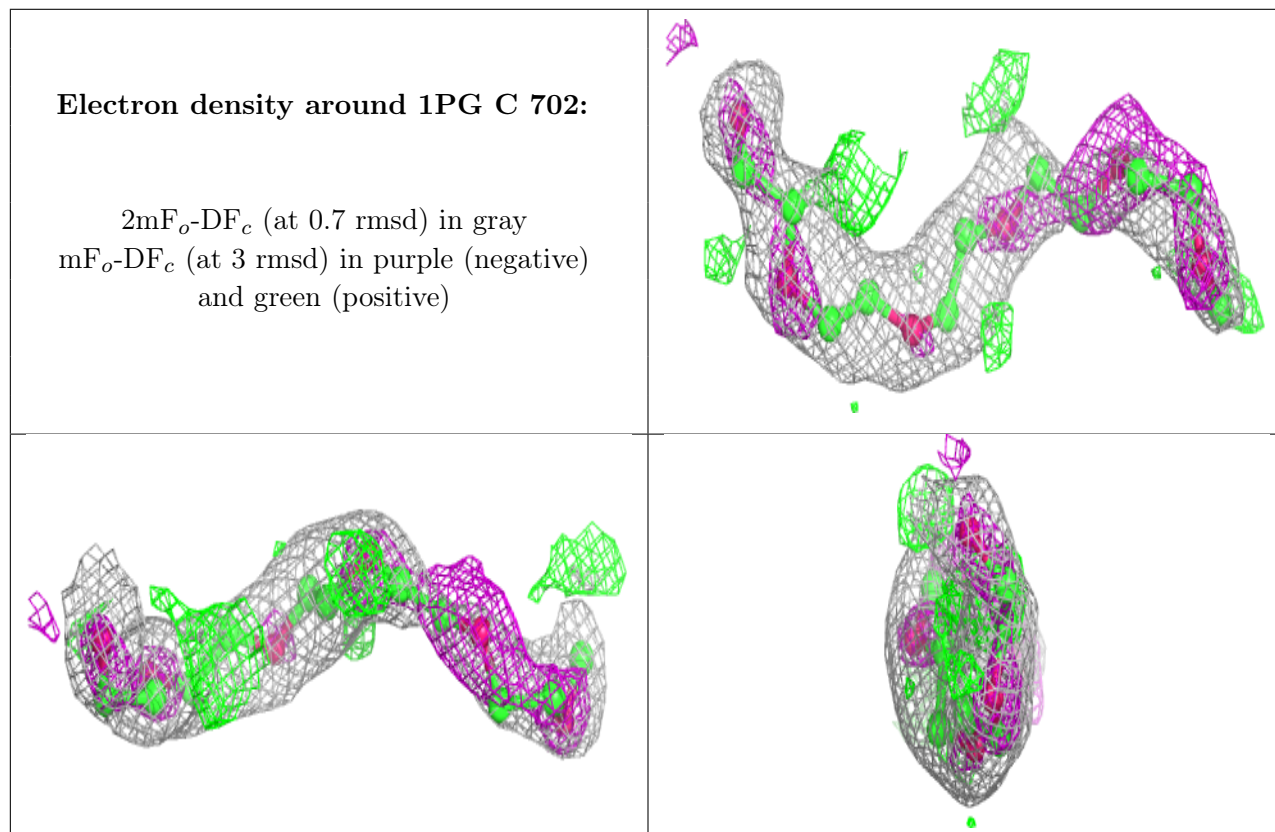 Electron density around 1PG C 702:
2mFo-DFc (at 0.7 rmsd) in gray
mFo-DFc (at 3 rmsd) in purple (negative)
and green (positive)